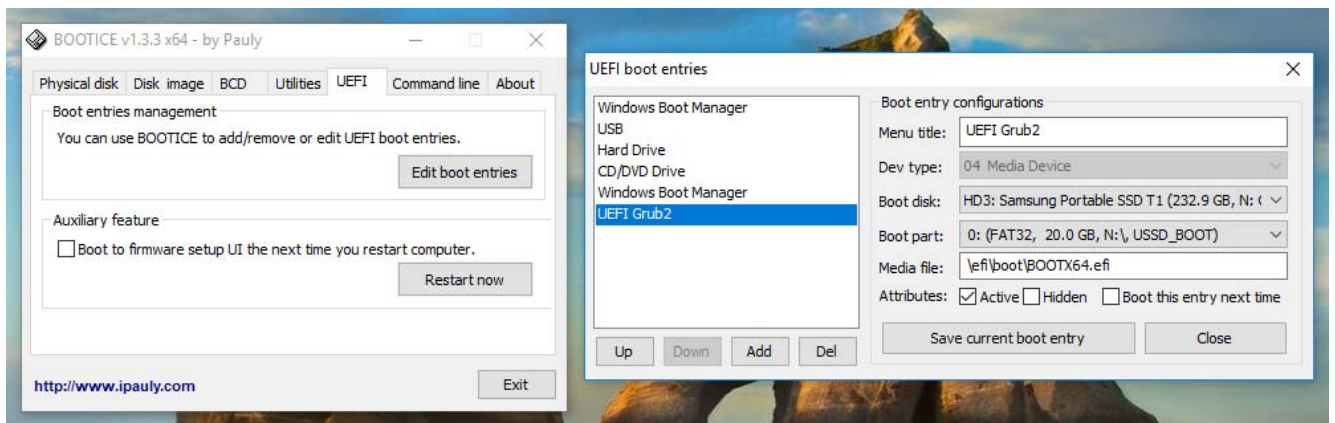 BOOTICE v1.3.3 x64 - by Pauly
Physical disk Disk image BCD Utilities UEFI Command line About
Boot entries management
You can use BOOTICE to add/remove or edit UEFI boot entries.
Edit boot entries
Auxiliary feature
Boot to firmware setup UI the next time you restart computer.
Restart now
http://www.ipauly.com
Exit
UEFI boot entries
Windows Boot Manager
USB
Hard Drive
CD/DVD Drive
Windows Boot Manager
UEFI Grub2
Up Down Add Del
Boot entry configurations
Menu title: UEFI Grub2
Dev type: 04 Media Device
Boot disk: HD3: Samsung Portable SSD T1 (232.9 GB, N: (
Boot part: 0: (FAT32, 20.0 GB, N:\, USSD_BOOT)
Media file: \efi\boot\BOOTX64.efi
Attributes: Active Hidden Boot this entry next time
Save current boot entry Close